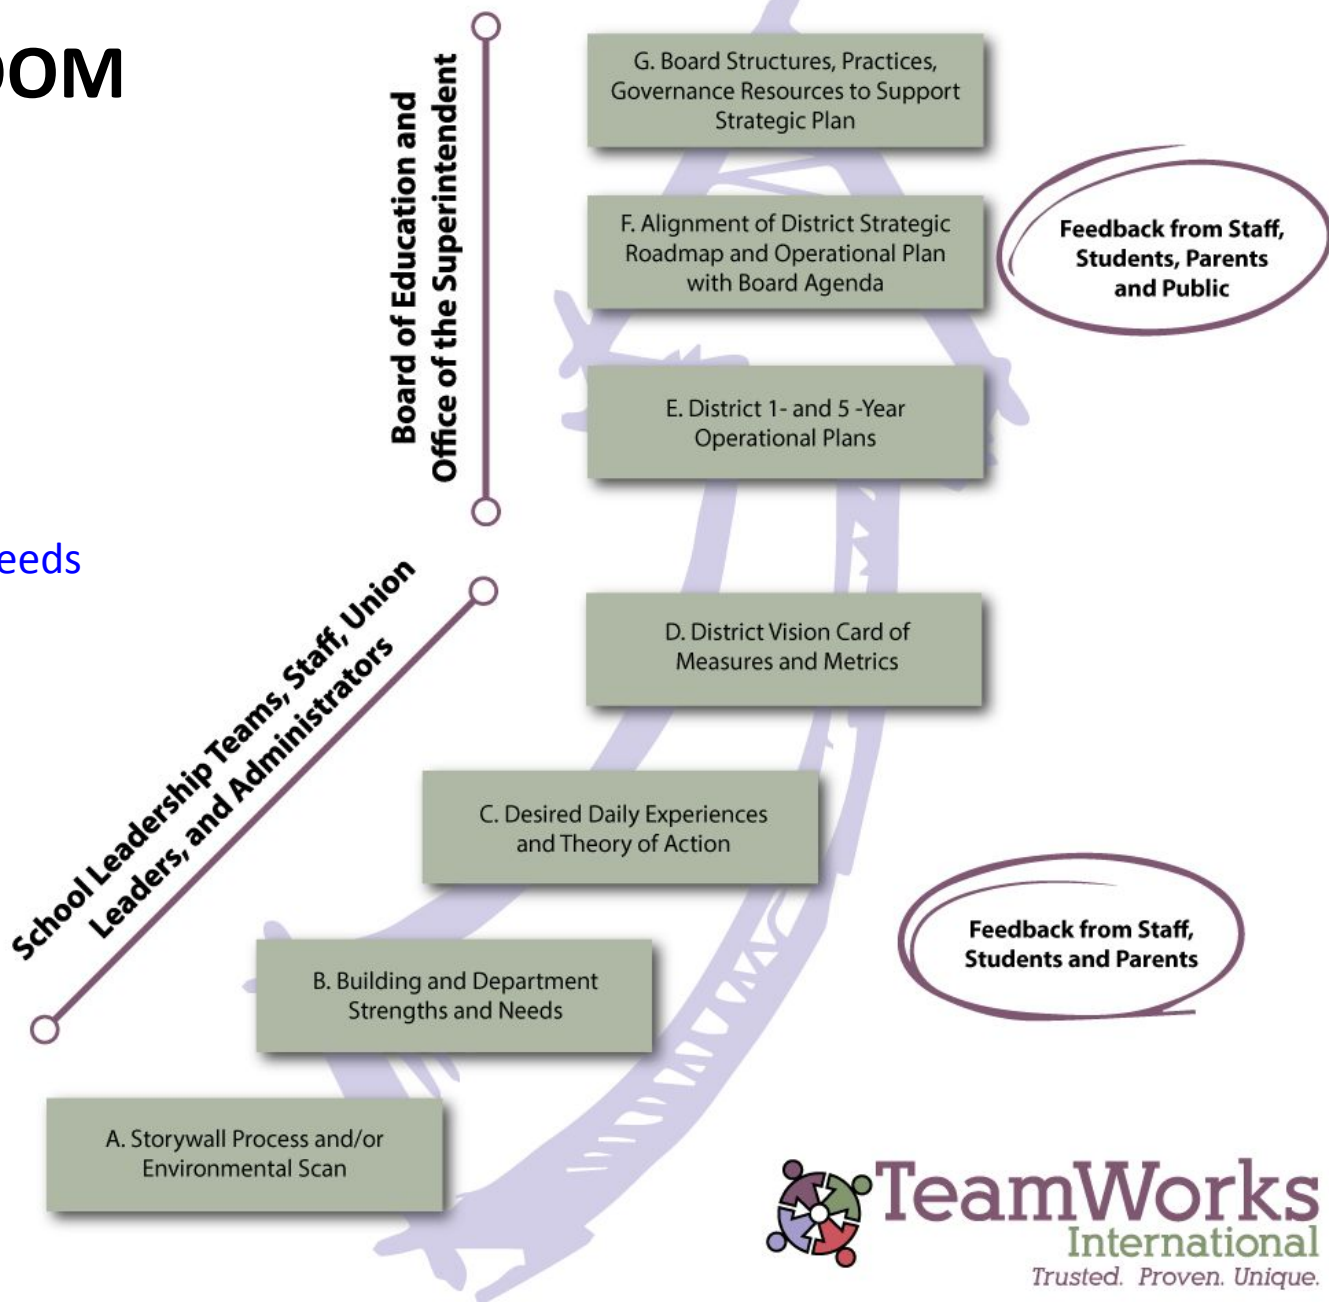 OOM
G. Board Structures, Practices,
Governance Resources to Support
Strategic Plan
Board of Education and
Office of the Superintendent
F. Alignment of District Strategic
Roadmap and Operational Plan
with Board Agenda
Feedback from Staff,
Students, Parents
and Public
E. District 1- and 5 -Year
Operational Plans
eeds
School Leadership Teams, Staff, Union
Leaders, and Administrators
D. District Vision Card of
Measures and Metrics
C. Desired Daily Experiences
and Theory of Action
Feedback from Staff,
Students and Parents
B. Building and Department
Strengths and Needs
A. Storywall Process and/or
Environmental Scan
TeamWorks
International
Trusted. Proven. Unique.